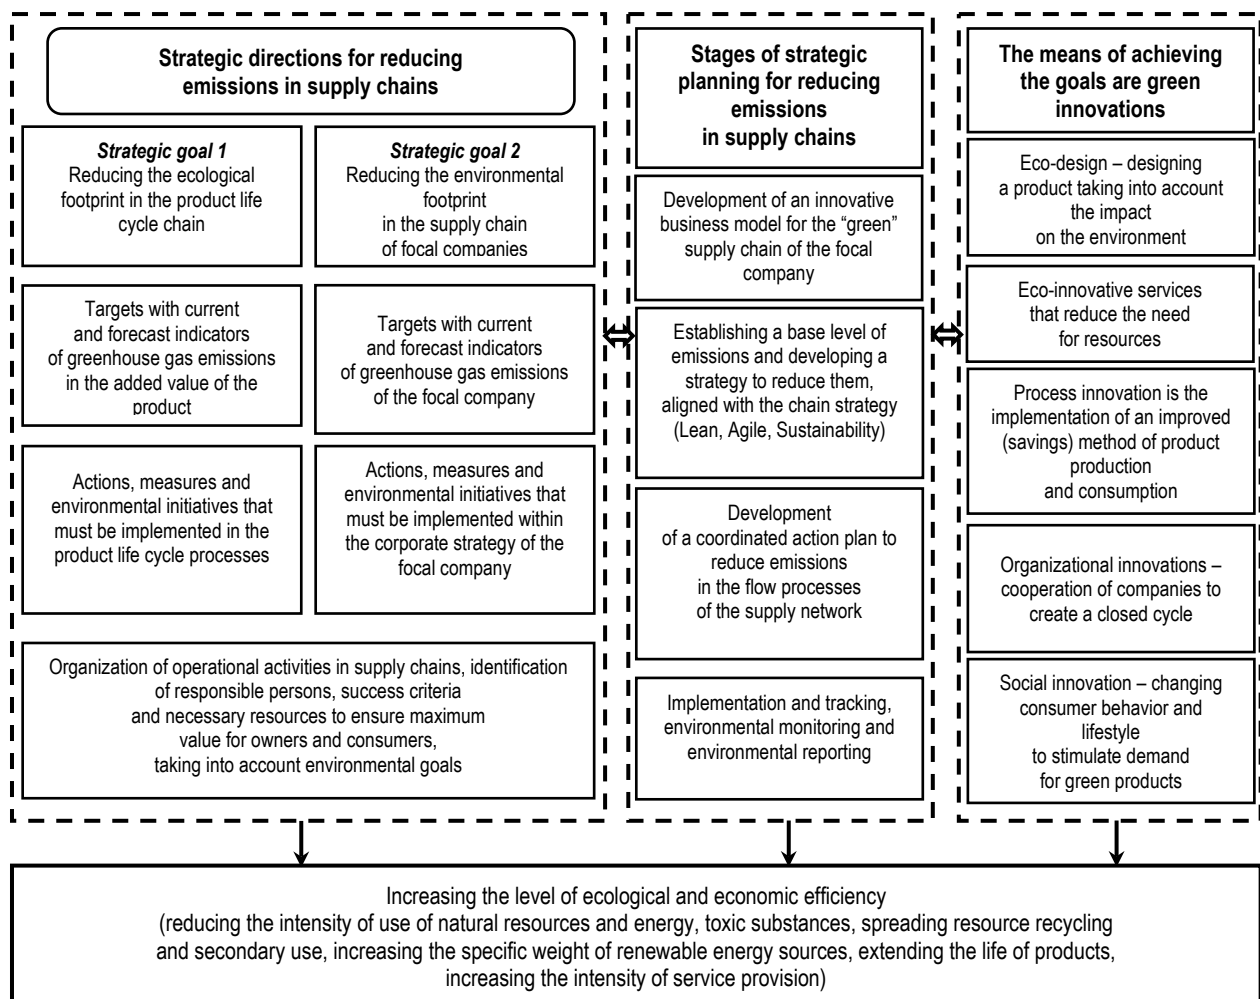 Strategic directions for reducing
emissions in supply chains
Strategic goal 1
Reducing the ecological
footprint in the product life
cycle chain
Strategic goal 2
Reducing the environmental
footprint
in the supply chain
of focal companies
Targets with current
and forecast indicators
of greenhouse gas emissions
in the added value of the
product
Targets with current
and forecast indicators
of greenhouse gas emissions
of the focal company
Actions, measures and
environmental initiatives that
must be implemented in the
product life cycle processes
Actions, measures and
environmental initiatives that
must be implemented within
the corporate strategy of the
focal company
Organization of operational activities in supply chains, identification
of responsible persons, success criteria
and necessary resources to ensure maximum
value for owners and consumers,
taking into account environmental goals
Stages of strategic
planning for reducing
emissions
in supply chains
Development of an innovative
business model for the “green”
supply chain of the focal
company
Establishing a base level of
emissions and developing a
strategy to reduce them,
aligned with the chain strategy
(Lean, Agile, Sustainability)
Development
of a coordinated action plan to
reduce emissions
in the flow processes
of the supply network
Implementation and tracking,
environmental monitoring and
environmental reporting
The means of achieving
the goals are green
innovations
Eco-design – designing
a product taking into account
the impact
on the environment
Eco-innovative services
that reduce the need
for resources
Process innovation is the
implementation of an improved
(savings) method of product
production
and consumption
Organizational innovations –
cooperation of companies to
create a closed cycle
Social innovation – changing
consumer behavior and
lifestyle
to stimulate demand
for green products
Increasing the level of ecological and economic efficiency
(reducing the intensity of use of natural resources and energy, toxic substances, spreading resource recycling
and secondary use, increasing the specific weight of renewable energy sources, extending the life of products,
increasing the intensity of service provision)